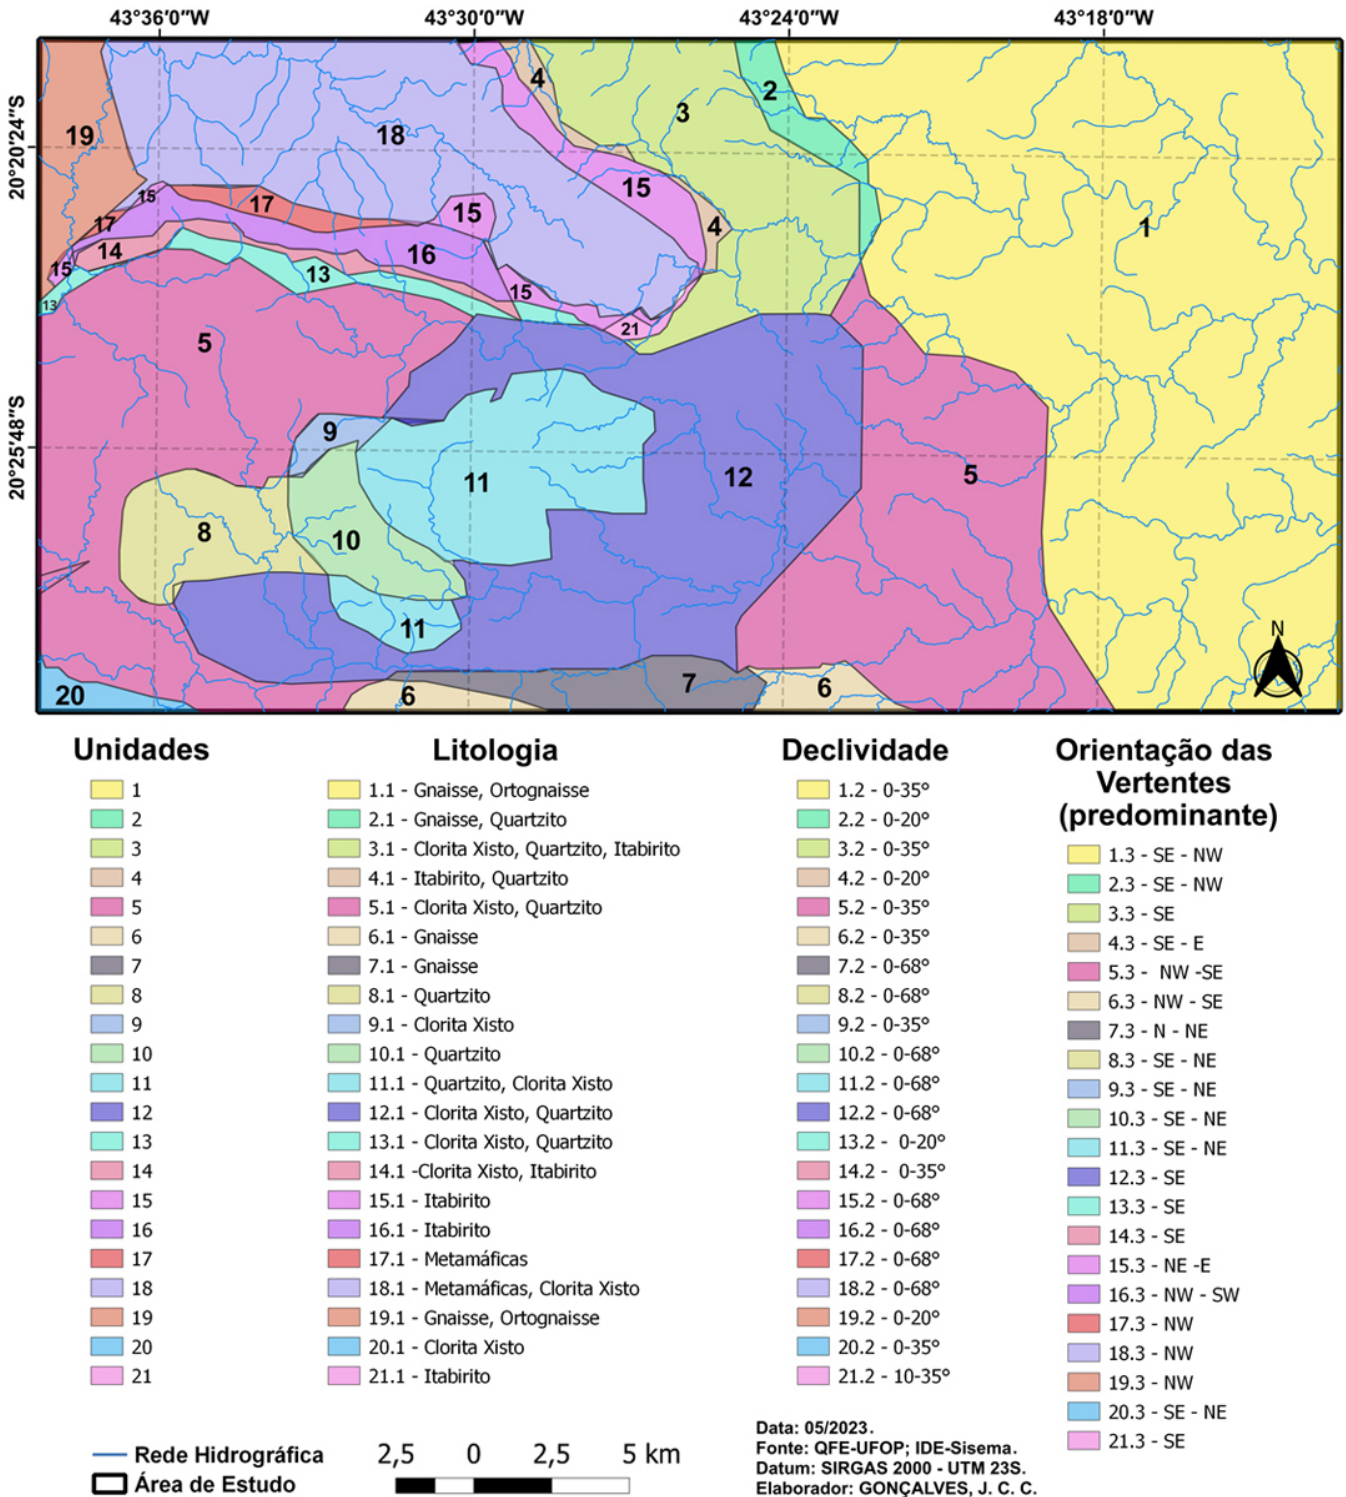 43°36′0″W 43°30′0″W 43°24′0″W 43°18′0″W
20°24″S
20°25′48″S
4 2
3
19 18 1
15 15
17 17 15 4
14 16
15 13 15
13 21
5
9
11 12 5
8 10
11
N
20 6 7 6
Unidades
1
2
3
4
5
6
7
8
9
10
11
12
13
14
15
16
17
18
19
20
21
Litologia
1.1 - Gnaisse, Ortognaisse
2.1 - Gnaisse, Quartzito
3.1 - Clorita Xisto, Quartzito, Itabirito
4.1 - Itabirito, Quartzito
5.1 - Clorita Xisto, Quartzito
6.1 - Gnaisse
7.1 - Gnaisse
8.1 - Quartzito
9.1 - Clorita Xisto
10.1 - Quartzito
11.1 - Quartzito, Clorita Xisto
12.1 - Clorita Xisto, Quartzito
13.1 - Clorita Xisto, Quartzito
14.1 -Clorita Xisto, Itabirito
15.1 - Itabirito
16.1 - Itabirito
17.1 - Metamáficas
18.1 - Metamáficas, Clorita Xisto
19.1 - Gnaisse, Ortognaisse
20.1 - Clorita Xisto
21.1 - Itabirito
Declividade
1.2 - 0-35°
2.2 - 0-20°
3.2 - 0-35°
4.2 - 0-20°
5.2 - 0-35°
6.2 - 0-35°
7.2 - 0-68°
8.2 - 0-68°
9.2 - 0-35°
10.2 - 0-68°
11.2 - 0-68°
12.2 - 0-68°
13.2 - 0-20°
14.2 - 0-35°
15.2 - 0-68°
16.2 - 0-68°
17.2 - 0-68°
18.2 - 0-68°
19.2 - 0-20°
20.2 - 0-35°
21.2 - 10-35°
Orientação das
Vertentes
(predominante)
1.3 - SE - NW
2.3 - SE - NW
3.3 - SE
4.3 - SE - E
5.3 - NW -SE
6.3 - NW - SE
7.3 - N - NE
8.3 - SE - NE
9.3 - SE - NE
10.3 - SE - NE
11.3 - SE - NE
12.3 - SE
13.3 - SE
14.3 - SE
15.3 - NE -E
16.3 - NW - SW
17.3 - NW
18.3 - NW
19.3 - NW
20.3 - SE - NE
21.3 - SE
Rede Hidrográfica
Área de Estudo
2,5 0 2,5 5 km
Data: 05/2023.
Fonte: QFE-UFOP; IDE-Sisema.
Datum: SIRGAS 2000 - UTM 23S.
Elaborador: GONÇALVES, J. C. C.